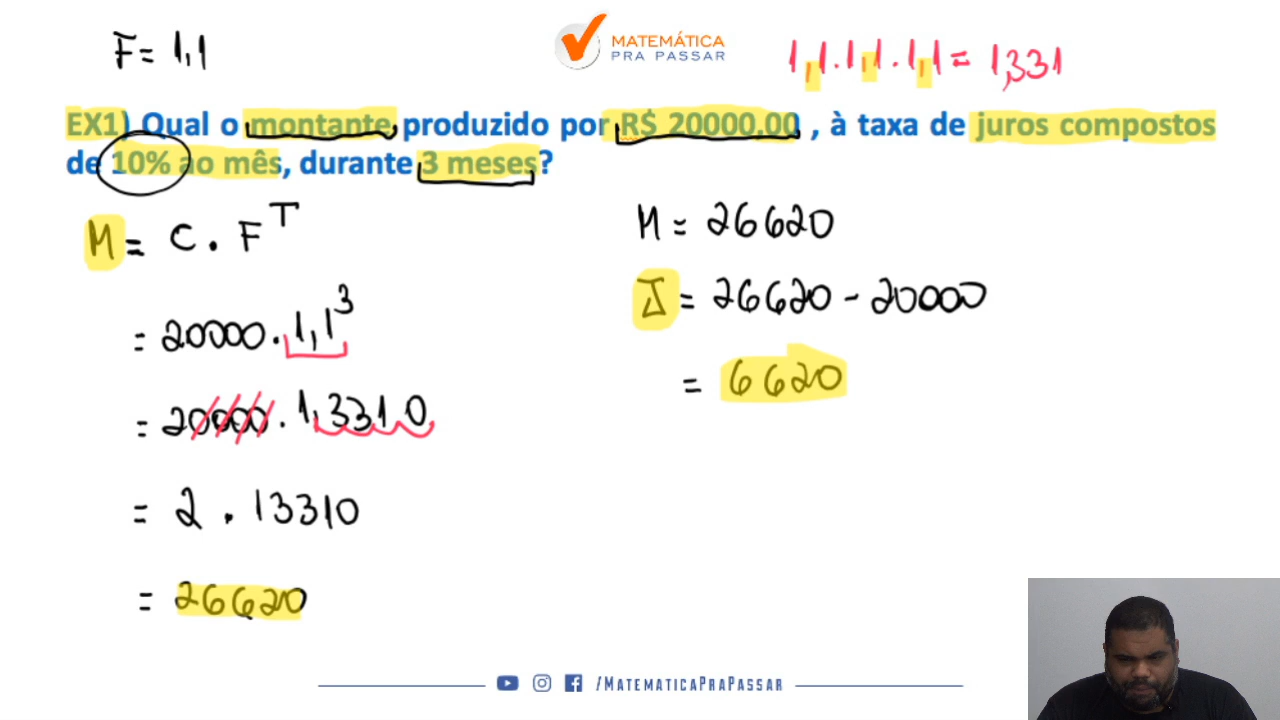 F = 1,1
MATEMÁTICA
PRA PASSAR
1,1.1,1.1,1 = 1,331
EX1) Qual o montante produzido por R$ 20000.00 , à taxa de juros compostos
de 10% ao mês, durante 3 meses?
M = C . F^T
= 20000 . 1,1^3
= 20000 . 1,3310
= 2 . 13310
= 26620
M = 26620
J = 26620 - 20000
= 6620
/MATEMATICAPRAPASSAR